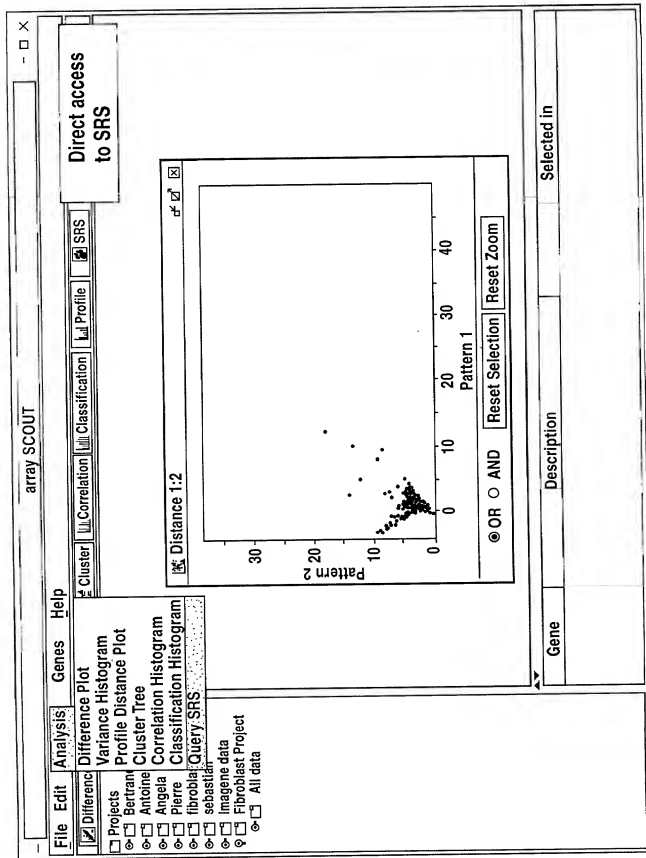 array SCOUT
File Edit Analysis Genes Help
Direct access
to SRS
Differenc
Cluster
Correlation
Classification
Profile
SRS
Difference Plot
Variance Histogram
Profile Distance Plot
Cluster Tree
Correlation Histogram
Classification Histogram
Query SRS
Projects
Bertran
Antoine
Angela
Pierre
fibrobla
sebastian
Imagene data
Fibroblast Project
All data
Distance 1:2
Pattern 2
30
20
10
0
0 10 20 30 40
Pattern 1
OR AND Reset Selection Reset Zoom
Gene Description Selected in